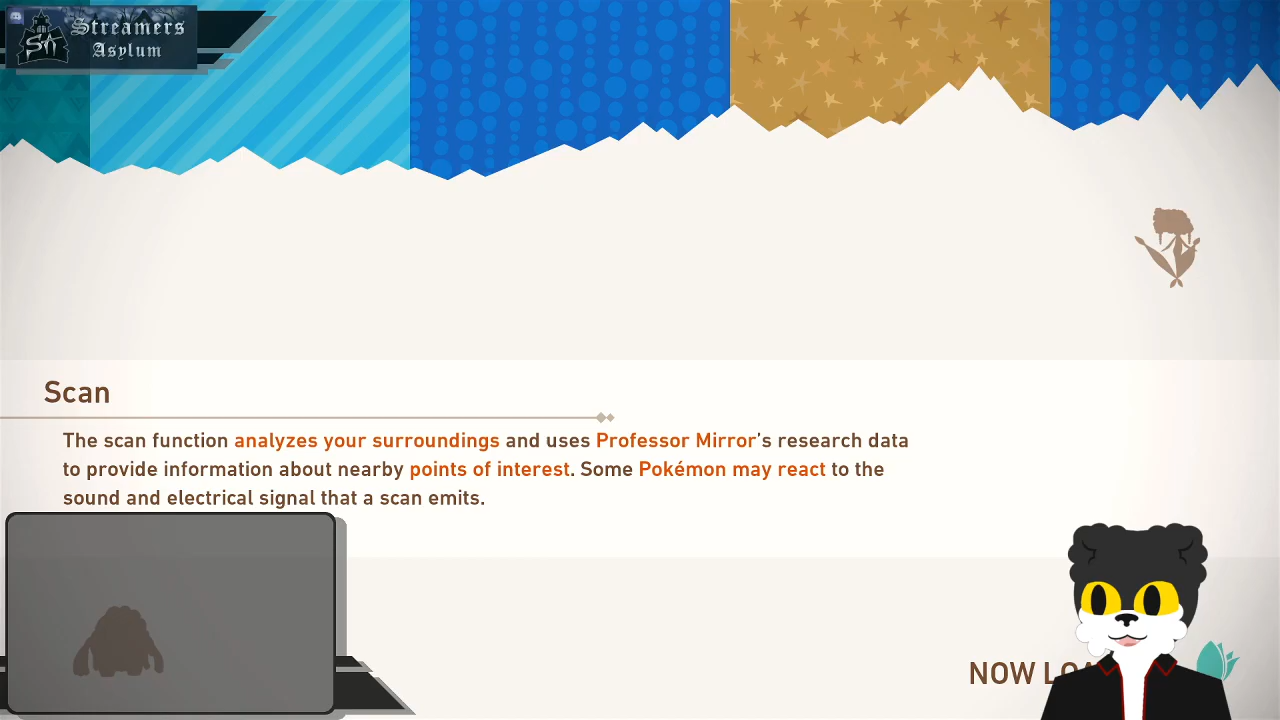 Streamers
Asylum
Scan
The scan function analyzes your surroundings and uses Professor Mirror's research data
to provide information about nearby points of interest. Some Pokémon may react to the
sound and electrical signal that a scan emits.
NOW LOA